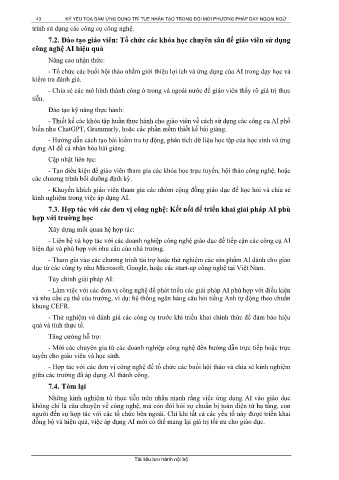 43 KỶ YẾU TỌA ĐÀM ỨNG DỤNG TRÍ TUỆ NHÂN TẠO TRONG ĐỔI MỚI PHƯƠNG PHÁP DẠY NGOẠI NGỮ
trình sử dụng các công cụ công nghệ.
7.2. Đào tạo giáo viên: Tổ chức các khóa học chuyên sâu để giáo viên sử dụng
công nghệ AI hiệu quả
Nâng cao nhận thức:
- Tổ chức các buổi hội thảo nhằm giới thiệu lợi ích và ứng dụng của AI trong dạy học và
kiểm tra đánh giá.
- Chia sẻ các mô hình thành công ở trong và ngoài nước để giáo viên thấy rõ giá trị thực
tiễn.
Đào tạo kỹ năng thực hành:
- Thiết kế các khóa tập huấn thực hành cho giáo viên về cách sử dụng các công cụ AI phổ
biến như ChatGPT, Grammarly, hoặc các phần mềm thiết kế bài giảng.
- Hướng dẫn cách tạo bài kiểm tra tự động, phân tích dữ liệu học tập của học sinh và ứng
dụng AI để cá nhân hóa bài giảng.
Cập nhật liên tục:
- Tạo điều kiện để giáo viên tham gia các khóa học trực tuyến, hội thảo công nghệ, hoặc
các chương trình bồi dưỡng định kỳ.
- Khuyến khích giáo viên tham gia các nhóm cộng đồng giáo dục để học hỏi và chia sẻ
kinh nghiệm trong việc áp dụng AI.
7.3. Hợp tác với các đơn vị công nghệ: Kết nối để triển khai giải pháp AI phù
hợp với trường học
Xây dựng mối quan hệ hợp tác:
- Liên hệ và hợp tác với các doanh nghiệp công nghệ giáo dục để tiếp cận các công cụ AI
hiện đại và phù hợp với nhu cầu của nhà trường.
- Tham gia vào các chương trình tài trợ hoặc thử nghiệm các sản phẩm AI dành cho giáo
dục từ các công ty như Microsoft, Google, hoặc các start-up công nghệ tại Việt Nam.
Tùy chỉnh giải pháp AI:
- Làm việc với các đơn vị công nghệ để phát triển các giải pháp AI phù hợp với điều kiện
và nhu cầu cụ thể của trường, ví dụ: hệ thống ngân hàng câu hỏi tiếng Anh tự động theo chuẩn
khung CEFR.
- Thử nghiệm và đánh giá các công cụ trước khi triển khai chính thức để đảm bảo hiệu
quả và tính thực tế.
Tăng cường hỗ trợ:
- Mời các chuyên gia từ các doanh nghiệp công nghệ đến hướng dẫn trực tiếp hoặc trực
tuyến cho giáo viên và học sinh.
- Hợp tác với các đơn vị công nghệ để tổ chức các buổi hội thảo và chia sẻ kinh nghiệm
giữa các trường đã áp dụng AI thành công.
7.4. Tóm lại
Những kinh nghiệm từ thực tiễn trên nhấn mạnh rằng việc ứng dụng AI vào giáo dục
không chỉ là câu chuyện về công nghệ, mà còn đòi hỏi sự chuẩn bị toàn diện từ hạ tầng, con
người đến sự hợp tác với các tổ chức bên ngoài. Chỉ khi tất cả các yếu tố này được triển khai
đồng bộ và hiệu quả, việc áp dụng AI mới có thể mang lại giá trị tối ưu cho giáo dục.
Tài liệu lưu hành nội bộ